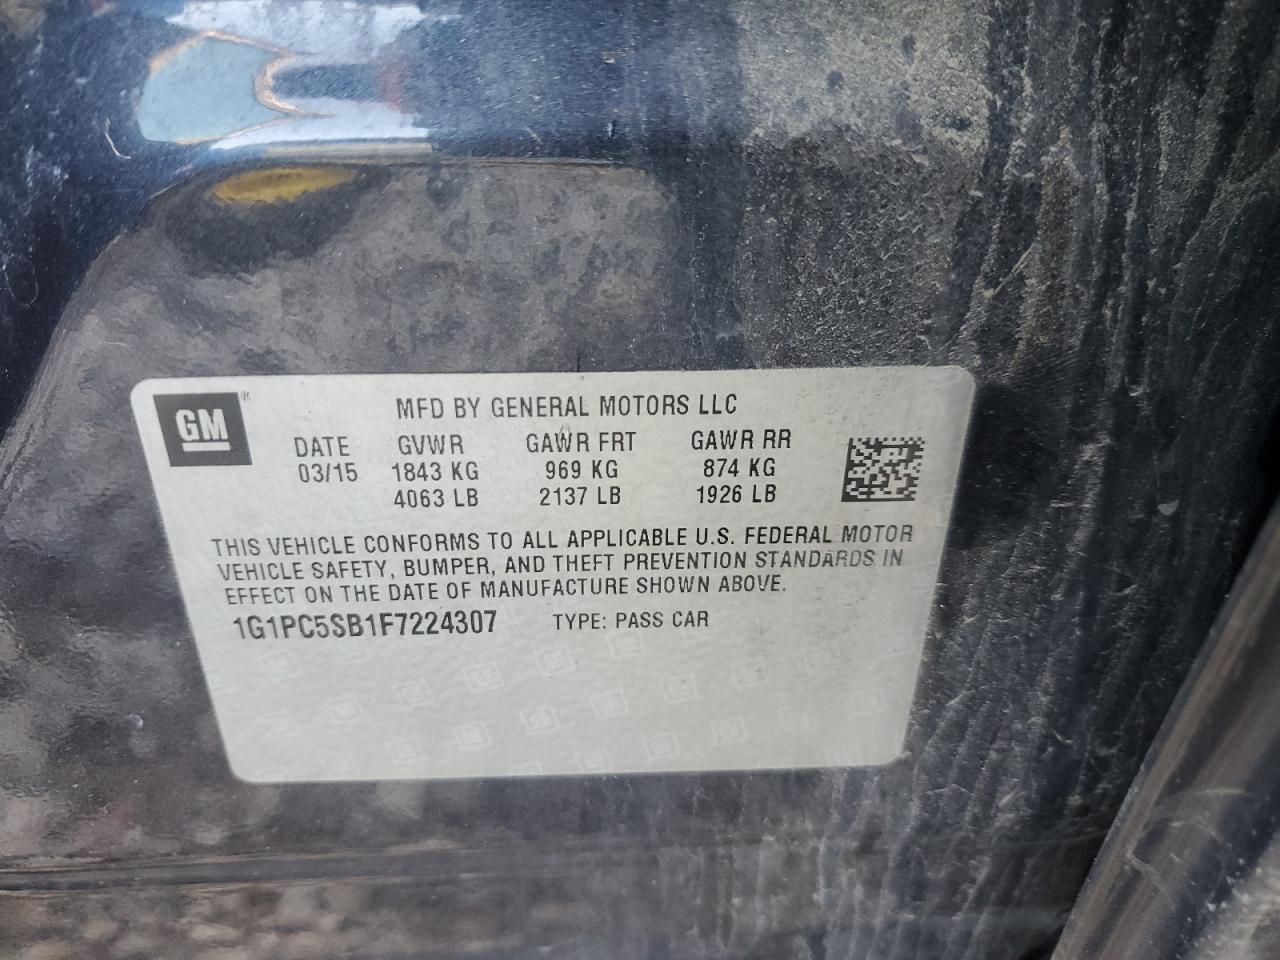 GM ®
MFD BY GENERAL MOTORS LLC
DATE GVWR GAWR FRT GAWR RR
03/15 1843 KG 969 KG 874 KG
4063 LB 2137 LB 1926 LB
THIS VEHICLE CONFORMS TO ALL APPLICABLE U.S. FEDERAL MOTOR
VEHICLE SAFETY, BUMPER, AND THEFT PREVENTION STANDARDS IN
EFFECT ON THE DATE OF MANUFACTURE SHOWN ABOVE.
1G1PC5SB1F7224307 TYPE: PASS CAR